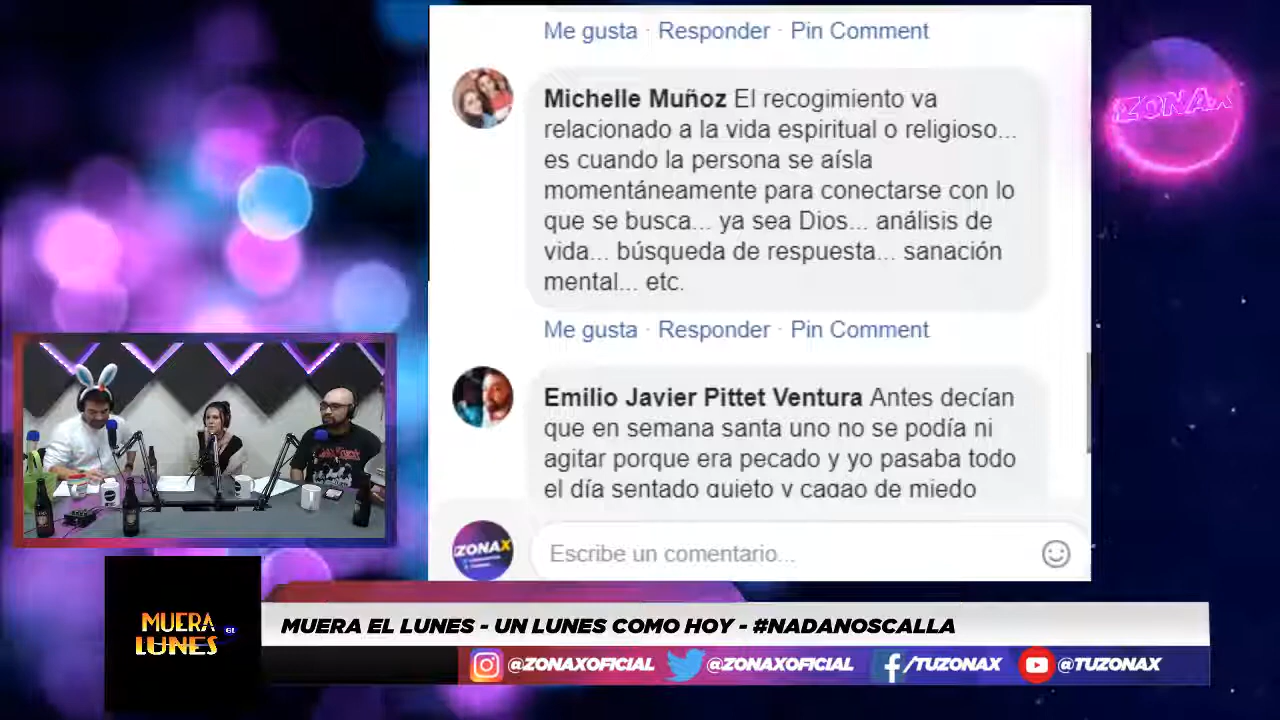 Me gusta · Responder · Pin Comment
Michelle Muñoz El recogimiento va
relacionado a la vida espiritual o religioso...
es cuando la persona se aísla
momentáneamente para conectarse con lo
que se busca... ya sea Dios... análisis de
vida... búsqueda de respuesta... sanación
mental... etc.
Me gusta · Responder · Pin Comment
Emilio Javier Pittet Ventura Antes decían
que en semana santa uno no se podía ni
agitar porque era pecado y yo pasaba todo
el día sentado quieto y cagao de miedo
ZONAX
Escribe un comentario...
ZONAX
MUERA
EL
LUNES
MUERA EL LUNES - UN LUNES COMO HOY - #NADANOSCALLA
@ZONAXOFICIAL @ZONAXOFICIAL /TUZONAX @TUZONAX